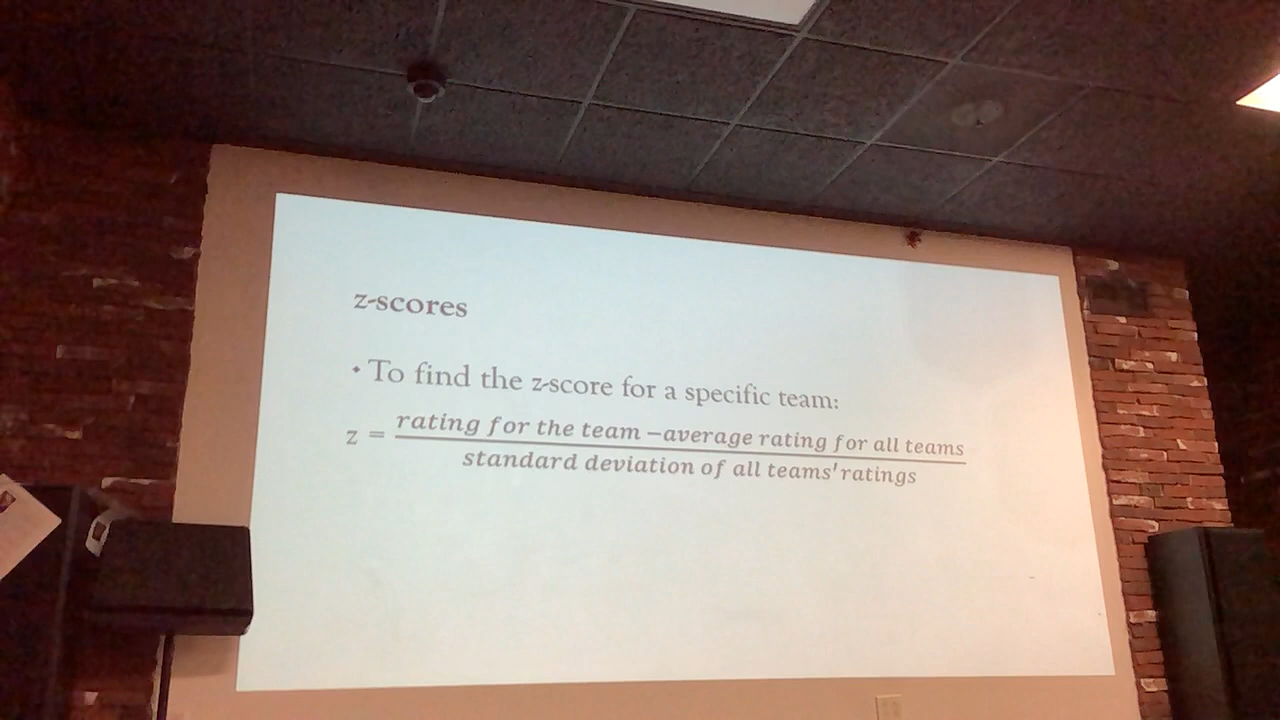 z-scores
• To find the z-score for a specific team:
z = rating for the team −average rating for all teams
standard deviation of all teams'ratings